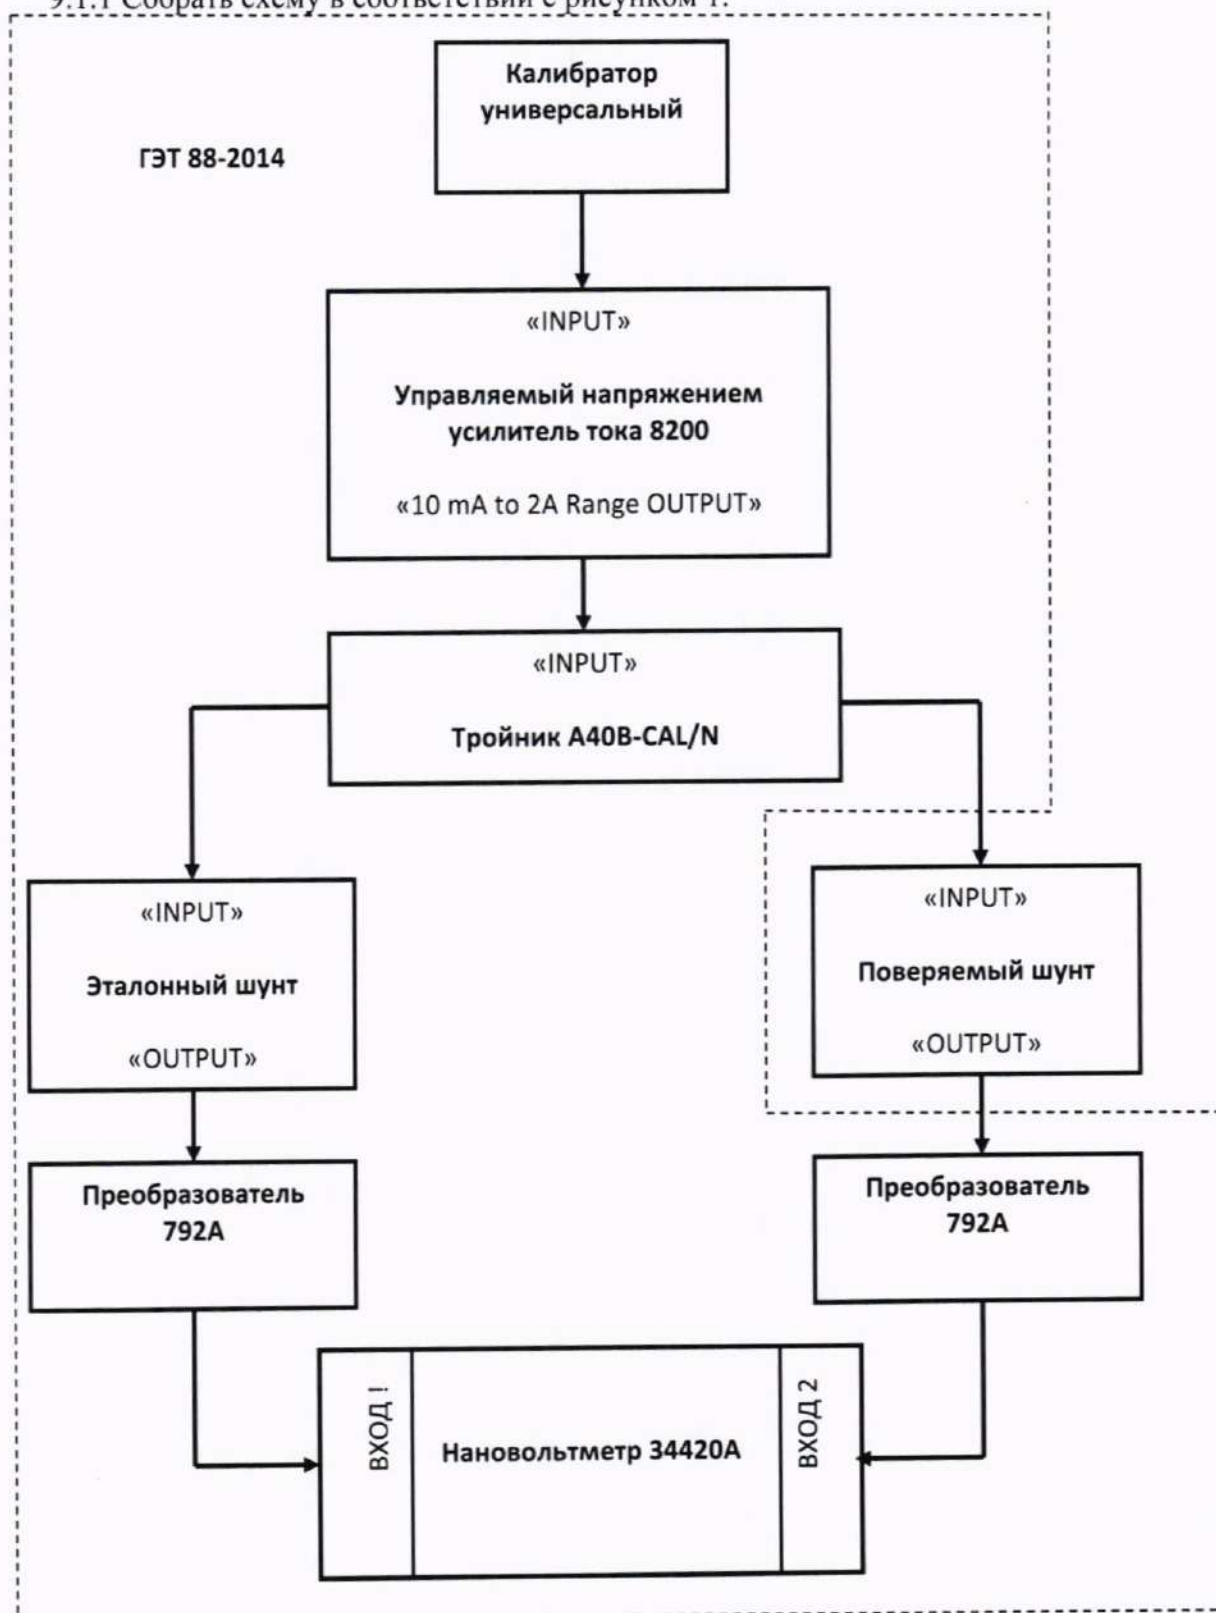 9.1.1 Собрать схему в соответствии с рисунком 1.
Калибратор
универсальный
ГЭТ 88-2014
«INPUT»
Управляемый напряжением
усилитель тока 8200
«10 mA to 2A Range OUTPUT»
«INPUT»
Тройник A40B-CAL/N
«INPUT»
Эталонный шунт
«OUTPUT»
«INPUT»
Поверяемый шунт
«OUTPUT»
Преобразователь
792A
Преобразователь
792A
ВХОД !
Нановольтметр 34420A
ВХОД 2